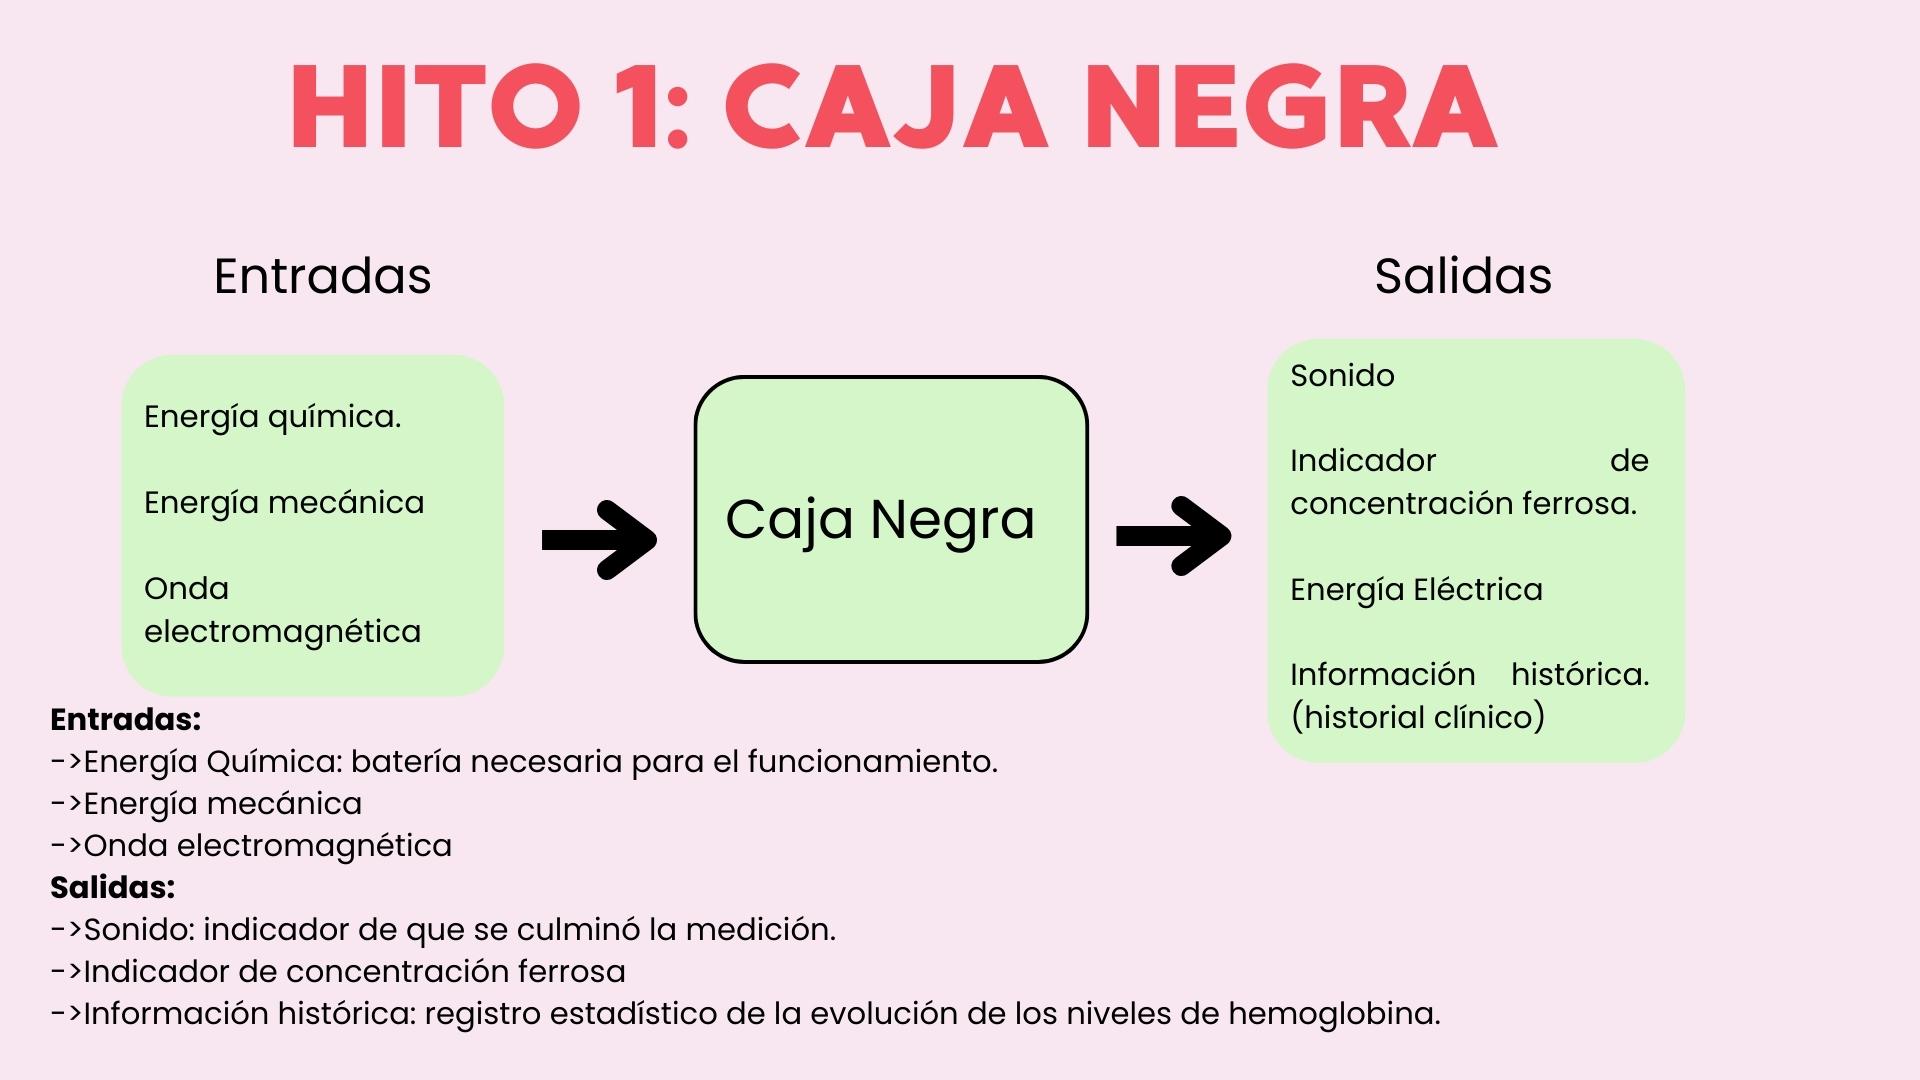 HITO 1: CAJA NEGRA
Entradas
Energía química.
Energía mecánica
Onda
electromagnética
Caja Negra
Salidas
Sonido
Indicador de
concentración ferrosa.
Energía Eléctrica
Información histórica.
(historial clínico)
Entradas:
->Energía Química: batería necesaria para el funcionamiento.
->Energía mecánica
->Onda electromagnética
Salidas:
->Sonido: indicador de que se culminó la medición.
->Indicador de concentración ferrosa
->Información histórica: registro estadístico de la evolución de los niveles de hemoglobina.